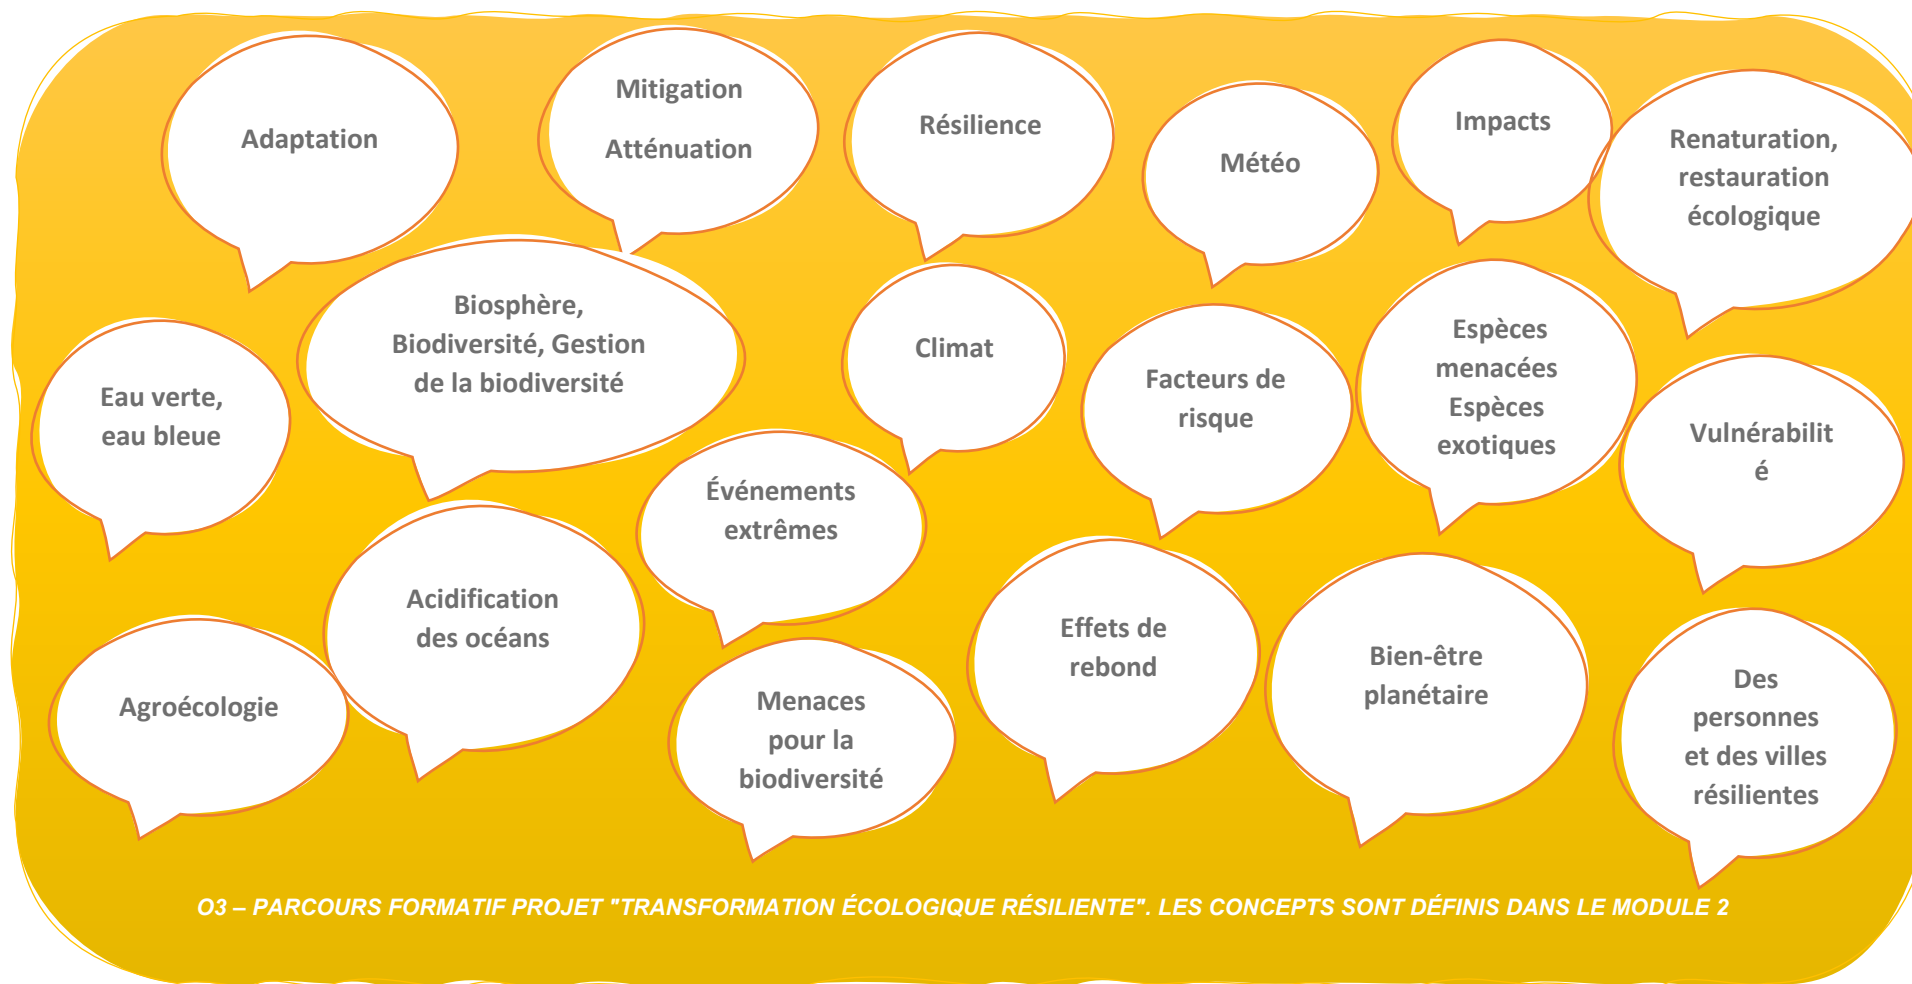 Adaptation
Mitigation
Atténuation
Résilience
Météo
Impacts
Renaturation,
restauration
écologique
Eau verte,
eau bleue
Biosphère,
Biodiversité, Gestion
de la biodiversité
Climat
Facteurs de
risque
Espèces
menacées
Espèces
exotiques
Vulnérabilit
é
Événements
extrêmes
Acidification
des océans
Agroécologie
Menaces
pour la
biodiversité
Effets de
rebond
Bien-être
planétaire
Des
personnes
et des villes
résilientes
O3 – PARCOURS FORMATIF PROJET "TRANSFORMATION ÉCOLOGIQUE RÉSILIENTE". LES CONCEPTS SONT DÉFINIS DANS LE MODULE 2